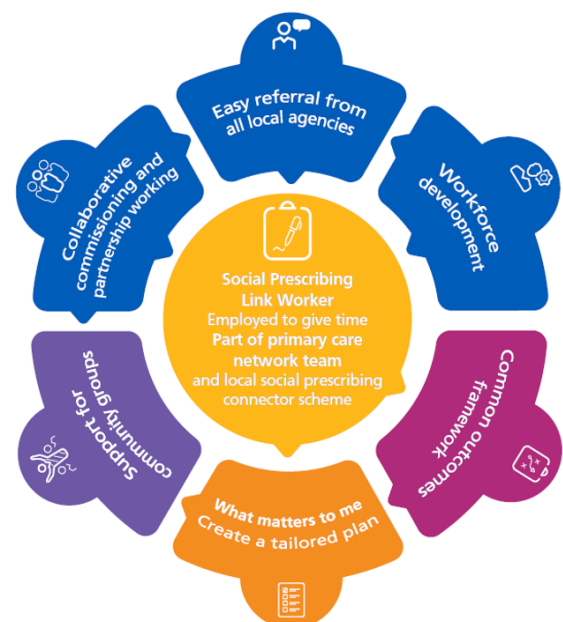 Easy referral from
all local agencies
Workforce
development
Common outcomes
framework
What matters to me
Create a tailored plan
Support for
community groups
Collaborative
commissioning and
partnership working
Social Prescribing
Link Worker
Employed to give time
Part of primary care
network team
and local social prescribing
connector scheme